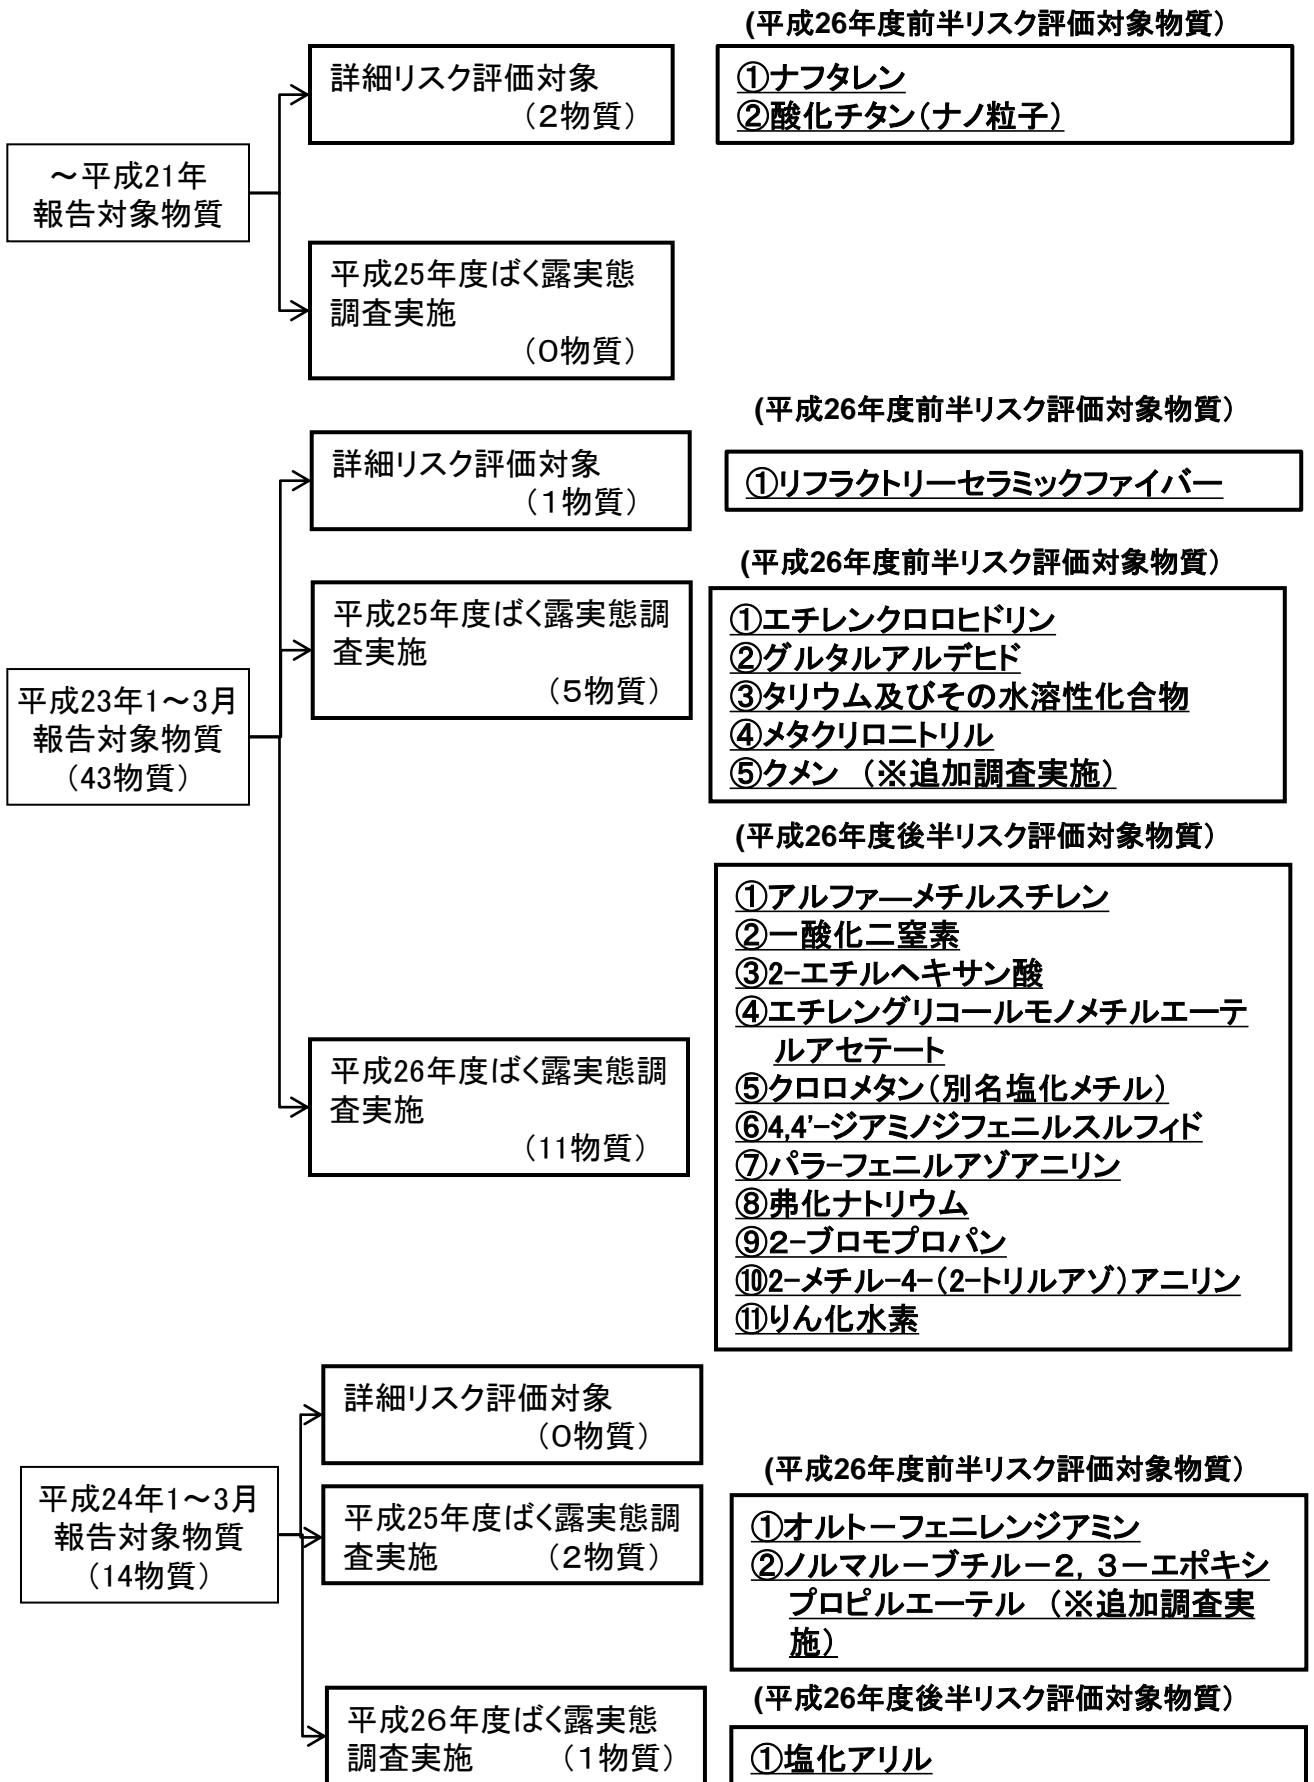 (平成26年度前半リスク評価対象物質)
詳細リスク評価対象
(2物質)
①ナフタレン
②酸化チタン(ナノ粒子)
～平成21年
報告対象物質
平成25年度ばく露実態
調査実施
(0物質)
(平成26年度前半リスク評価対象物質)
詳細リスク評価対象
(1物質)
①リフラクトリーセラミックファイバー
(平成26年度前半リスク評価対象物質)
平成25年度ばく露実態調
査実施
(5物質)
①エチレンクロロヒドリン
②グルタルアルデヒド
③タリウム及びその水溶性化合物
④メタクリロニトリル
⑤クメン (※追加調査実施)
平成23年1～3月
報告対象物質
(43物質)
(平成26年度後半リスク評価対象物質)
平成26年度ばく露実態調
査実施
(11物質)
①アルファ―メチルスチレン
②一酸化二窒素
③2-エチルヘキサン酸
④エチレングリコールモノメチルエーテ
ルアセテート
⑤クロロメタン(別名塩化メチル)
⑥4,4'-ジアミノジフェニルスルフィド
⑦パラ-フェニルアゾアニリン
⑧弗化ナトリウム
⑨２-ブロモプロパン
⑩2-メチル-4-(2-トリルアゾ)アニリン
⑪りん化水素
詳細リスク評価対象
(0物質)
平成24年1～3月
報告対象物質
(14物質)
(平成26年度前半リスク評価対象物質)
平成25年度ばく露実態調
査実施 (2物質)
①オルトーフェニレンジアミン
②ノルマルーブチルー２，３ーエポキシ
プロピルエーテル (※追加調査実
施)
(平成26年度後半リスク評価対象物質)
平成２６年度ばく露実態
調査実施 (1物質)
①塩化アリル